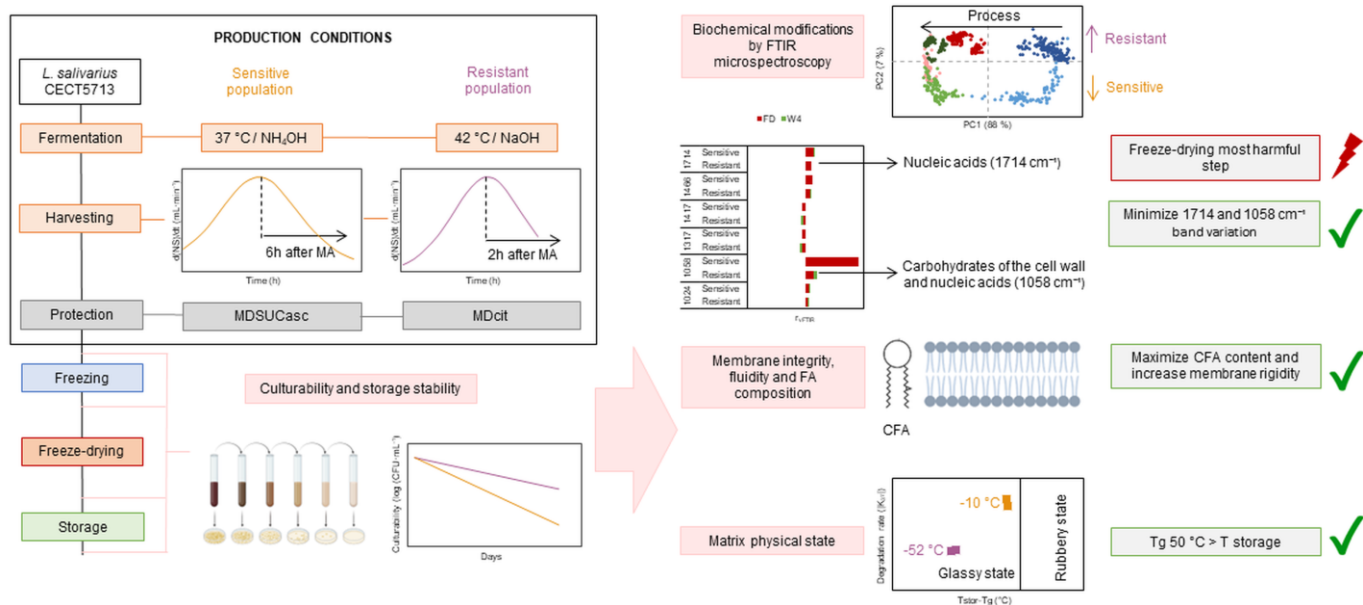 PRODUCTION CONDITIONS
L. salivarius
CECT5713
Sensitive
population
Resistant
population
Fermentation
37 °C / NH₄OH
42 °C / NaOH
Harvesting
d(NS)/dt (mL·min⁻¹)
6h after MA
Time (h)
d(NS)/dt (mL·min⁻¹)
2h after MA
Time (h)
Protection
MDSUCasc
MDcit
Freezing
Freeze-drying
Storage
Culturability and storage stability
Culturability (log (CFU·mL⁻¹)
Days
Biochemical modifications
by FTIR
microspectroscopy
Process
PC2 (7 %)
PC1 (88 %)
Resistant
Sensitive
FD W4
1714 Sensitive
Resistant
1466 Sensitive
Resistant
1417 Sensitive
Resistant
1317 Sensitive
Resistant
1058 Sensitive
Resistant
1024 Sensitive
Resistant
Nucleic acids (1714 cm⁻¹)
Carbohydrates of the cell wall
and nucleic acids (1058 cm⁻¹)
Freeze-drying most harmful
step
Minimize 1714 and 1058 cm⁻¹
band variation
Membrane integrity,
fluidity and FA
composition
CFA
Maximize CFA content and
increase membrane rigidity
Matrix physical state
Degradation rate
-10 °C
-52 °C
Glassy state
Rubbery state
Tstor-Tg (°C)
Tg 50 °C > T storage